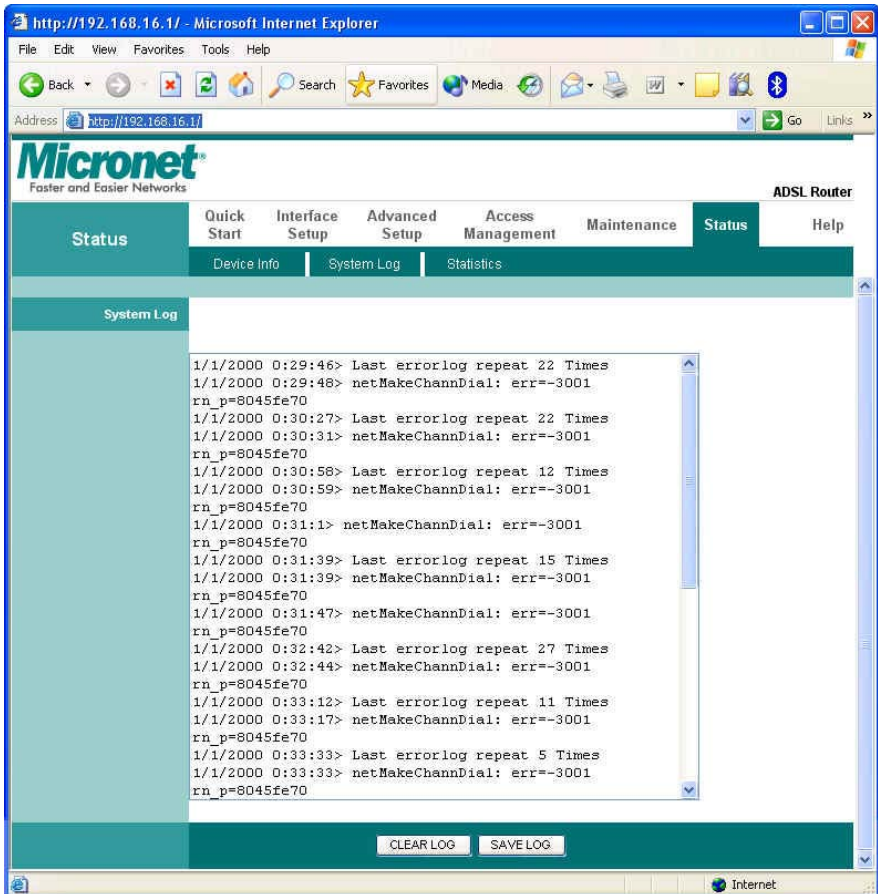 http://192.168.16.1/ - Microsoft Internet Explorer
File Edit View Favorites Tools Help
Back Search Favorites Media
Address http://192.168.16.1/ Go Links »
Micronet®
Faster and Easier Networks
ADSL Router
Status
Quick Start
Interface Setup
Advanced Setup
Access Management
Maintenance
Status
Help
Device Info System Log Statistics
System Log
1/1/2000 0:29:46> Last errorlog repeat 22 Times
1/1/2000 0:29:48> netMakeChannDial: err=-3001
rn_p=8045fe70
1/1/2000 0:30:27> Last errorlog repeat 22 Times
1/1/2000 0:30:31> netMakeChannDial: err=-3001
rn_p=8045fe70
1/1/2000 0:30:58> Last errorlog repeat 12 Times
1/1/2000 0:30:59> netMakeChannDial: err=-3001
rn_p=8045fe70
1/1/2000 0:31:1> netMakeChannDial: err=-3001
rn_p=8045fe70
1/1/2000 0:31:39> Last errorlog repeat 15 Times
1/1/2000 0:31:39> netMakeChannDial: err=-3001
rn_p=8045fe70
1/1/2000 0:31:47> netMakeChannDial: err=-3001
rn_p=8045fe70
1/1/2000 0:32:42> Last errorlog repeat 27 Times
1/1/2000 0:32:44> netMakeChannDial: err=-3001
rn_p=8045fe70
1/1/2000 0:33:12> Last errorlog repeat 11 Times
1/1/2000 0:33:17> netMakeChannDial: err=-3001
rn_p=8045fe70
1/1/2000 0:33:33> Last errorlog repeat 5 Times
1/1/2000 0:33:33> netMakeChannDial: err=-3001
rn_p=8045fe70
CLEAR LOG SAVE LOG
Internet